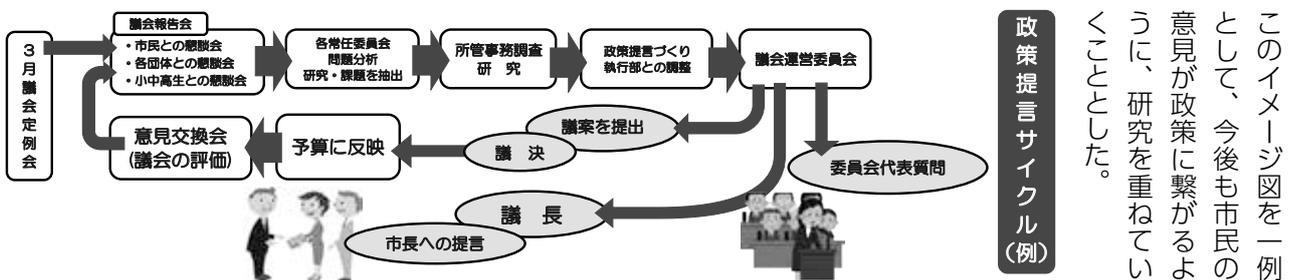 このイメージ図を一例
として、今後も市民の
意見が政策に繋がるよ
うに、研究を重ねてい
くこととした。
政策提言サイクル(例)
3月議会定例会
議会報告会
・市民との懇談会
・各団体との懇談会
・小中高生との懇談会
各常任委員会
問題分析
研究・課題を抽出
所管事務調査
研 究
政策提言づくり
執行部との調整
議会運営委員会
議案を提出
議 決
予算に反映
意見交換会
(議会の評価)
委員会代表質問
議 長
市長への提言